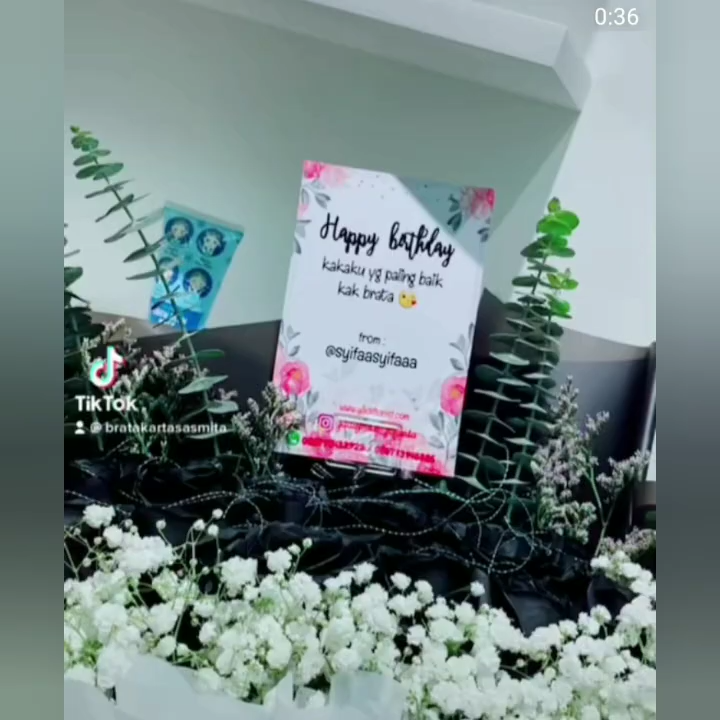 0:36
Happy birthday
kakaku yg paling baik
kak brata 😘
from :
@syifaasyifaaa
TikTok
@bratakartasasmita